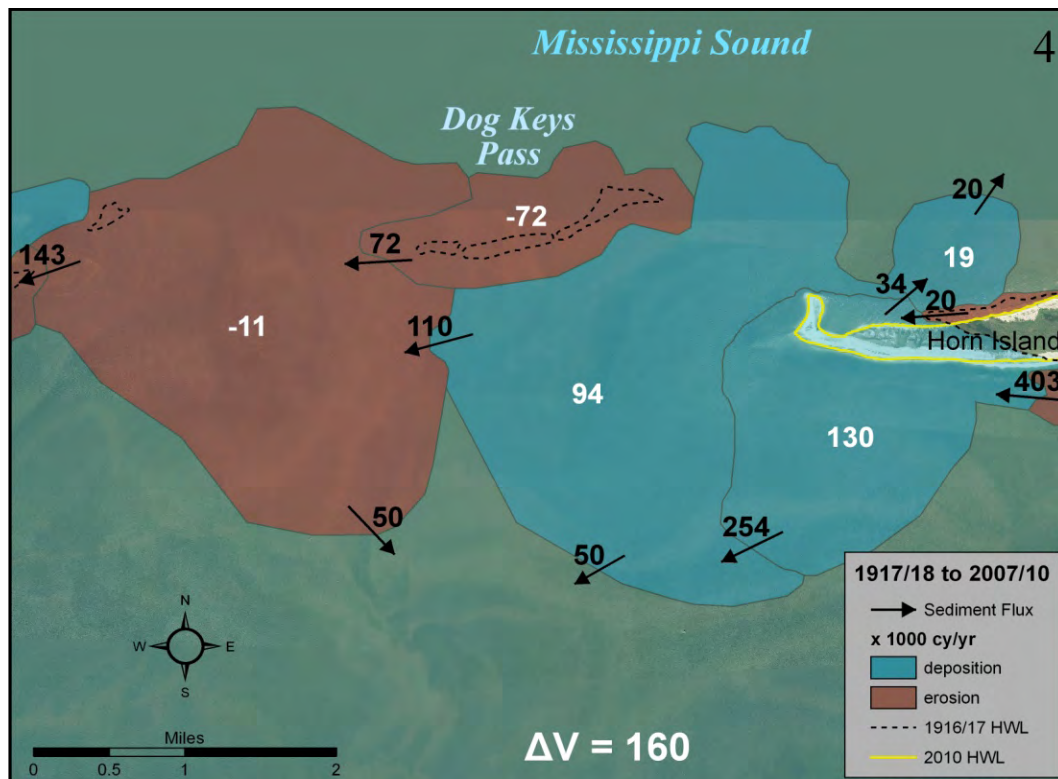 4
Mississippi Sound
Dog Keys
Pass
20
-72
143
72
19
34
20
-11
110
Horn Island
94
403
130
50
254
50
1917/18 to 2007/10
Sediment Flux
x 1000 cy/yr
deposition
erosion
1916/17 HWL
2010 HWL
N
W
E
S
Miles
0 0.5 1 2
ΔV = 160